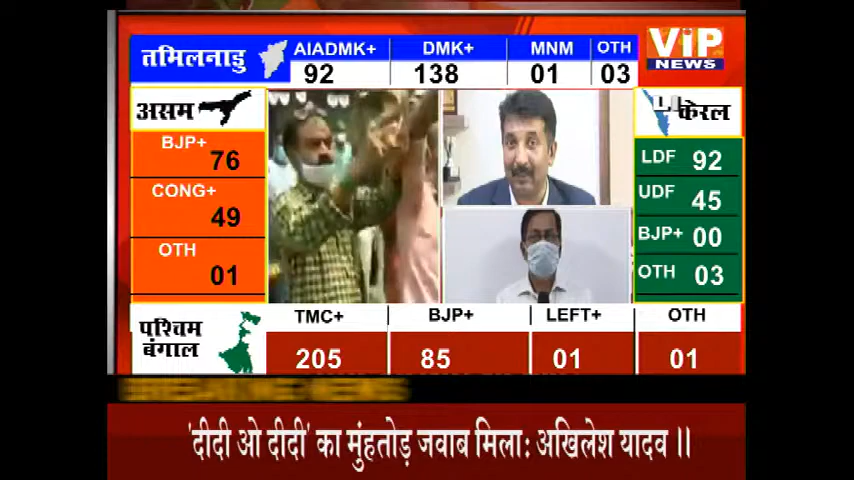 तमिलनाडु
AIADMK+ DMK+ MNM OTH
92 138 01 03
VIP NEWS
असम
BJP+ 76
CONG+ 49
OTH 01
केरल
LDF 92
UDF 45
BJP+ 00
OTH 03
पश्चिम बंगाल
TMC+ BJP+ LEFT+ OTH
205 85 01 01
'दीदी ओ दीदी' का मुंहतोड़ जवाब मिला: अखिलेश यादव ।।